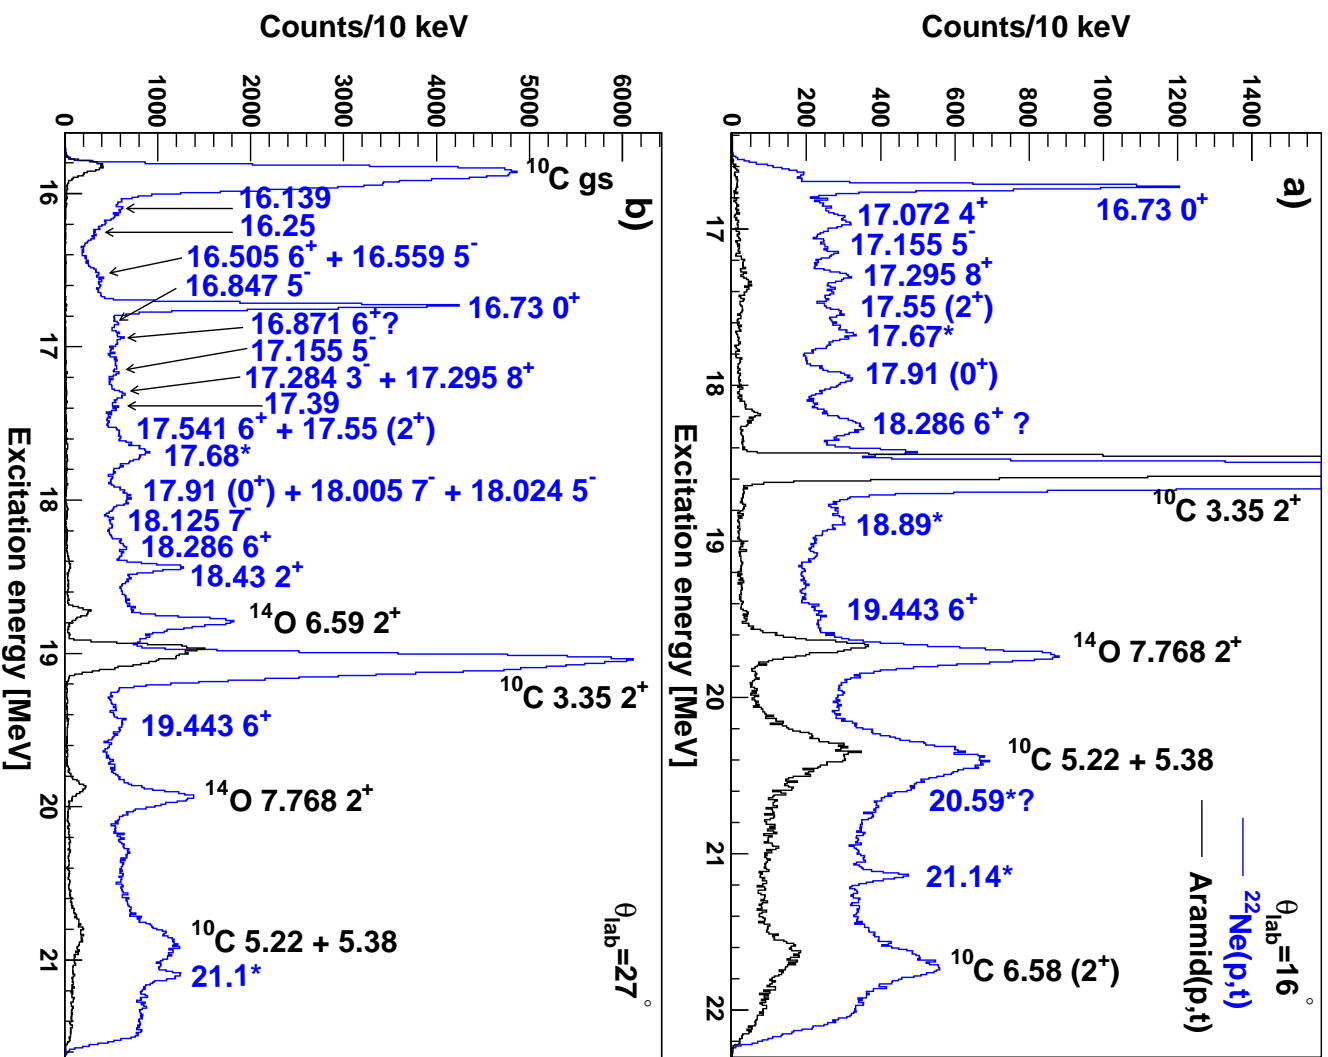 a)
θlab=16°
22Ne(p,t)
Aramid(p,t)
16.73 0+
17.072 4+
17.155 5-
17.295 8+
17.55 (2+)
17.67*
17.91 (0+)
18.286 6+ ?
10C 3.35 2+
18.89*
19.443 6+
14O 7.768 2+
10C 5.22 + 5.38
20.59*?
21.14*
10C 6.58 (2+)
Counts/10 keV
0 200 400 600 800 1000 1200 1400
17 18 19 20 21 22
Excitation energy [MeV]
b)
θlab=27°
10C gs
16.139
16.25
16.505 6+ + 16.559 5-
16.847 5-
16.73 0+
16.871 6+?
17.155 5-
17.284 3- + 17.295 8+
17.39
17.541 6+ + 17.55 (2+)
17.68*
17.91 (0+) + 18.005 7- + 18.024 5-
18.125 7-
18.286 6+
18.43 2+
14O 6.59 2+
10C 3.35 2+
19.443 6+
14O 7.768 2+
10C 5.22 + 5.38
21.1*
Counts/10 keV
0 1000 2000 3000 4000 5000 6000
16 17 18 19 20 21
Excitation energy [MeV]